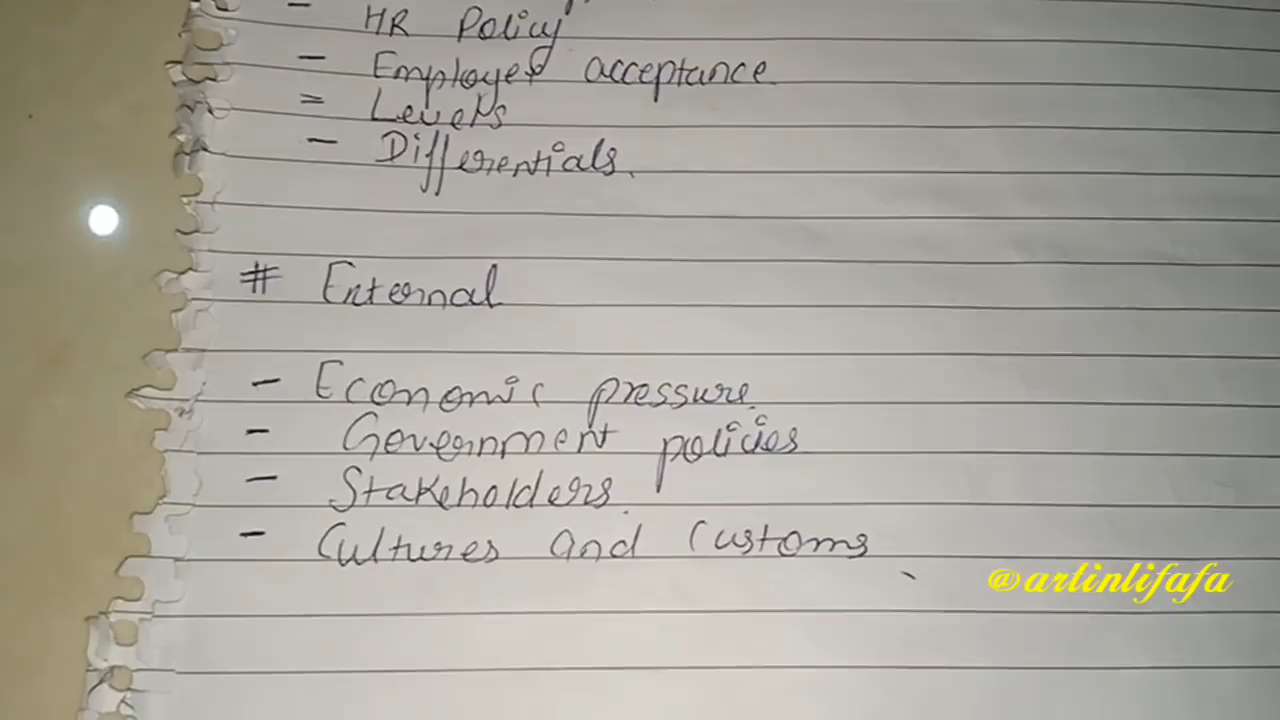 - HR Policy
- Employee acceptance
= Levels
- Differentials.
# External
- Economic pressure.
- Government policies
- Stakeholders.
- Cultures and Customs.
@artinlifafa